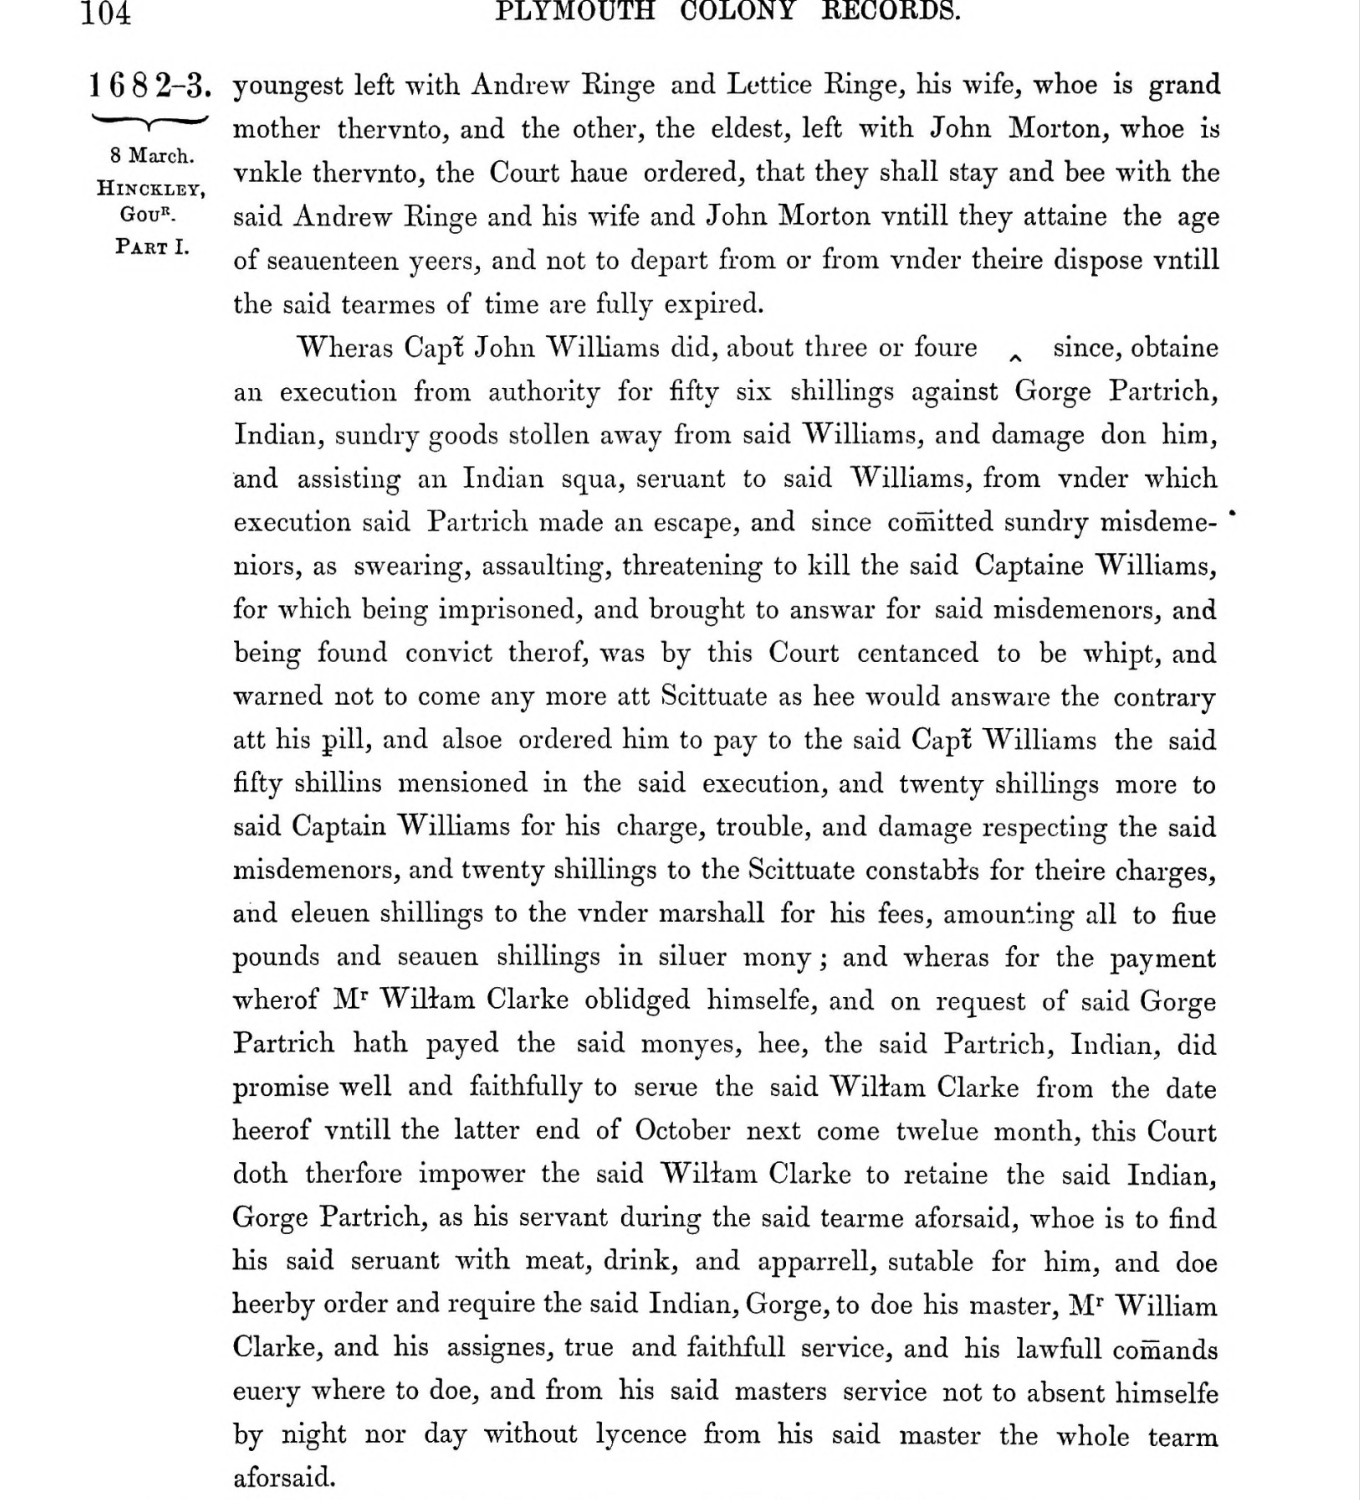 104 PLYMOUTH COLONY RECORDS.
1682-3.
8 March.
HINCKLEY,
GOUᴿ.
PART I.
youngest left with Andrew Ringe and Lettice Ringe, his wife, whoe is grand
mother thervnto, and the other, the eldest, left with John Morton, whoe is
vnkle thervnto, the Court haue ordered, that they shall stay and bee with the
said Andrew Ringe and his wife and John Morton vntill they attaine the age
of seauenteen yeers, and not to depart from or from vnder theire dispose vntill
the said tearmes of time are fully expired.
Wheras Capt̃ John Williams did, about three or foure ‸ since, obtaine
an execution from authority for fifty six shillings against Gorge Partrich,
Indian, sundry goods stollen away from said Williams, and damage don him,
and assisting an Indian squa, seruant to said Williams, from vnder which
execution said Partrich made an escape, and since com̅itted sundry misdeme-
niors, as swearing, assaulting, threatening to kill the said Captaine Williams,
for which being imprisoned, and brought to answar for said misdemenors, and
being found convict therof, was by this Court centanced to be whipt, and
warned not to come any more att Scittuate as hee would answare the contrary
att his ꝑill, and alsoe ordered him to pay to the said Capt̃ Williams the said
fifty shillins mensioned in the said execution, and twenty shillings more to
said Captain Williams for his charge, trouble, and damage respecting the said
misdemenors, and twenty shillings to the Scittuate constabłs for theire charges,
and eleuen shillings to the vnder marshall for his fees, amounting all to fiue
pounds and seauen shillings in siluer mony; and wheras for the payment
wherof Mʳ Wilłam Clarke oblidged himselfe, and on request of said Gorge
Partrich hath payed the said monyes, hee, the said Partrich, Indian, did
promise well and faithfully to serue the said Wilłam Clarke from the date
heerof vntill the latter end of October next come twelue month, this Court
doth therfore impower the said Wilłam Clarke to retaine the said Indian,
Gorge Partrich, as his servant during the said tearme aforsaid, whoe is to find
his said seruant with meat, drink, and apparrell, sutable for him, and doe
heerby order and require the said Indian, Gorge, to doe his master, Mʳ William
Clarke, and his assignes, true and faithfull service, and his lawfull com̅ands
euery where to doe, and from his said masters service not to absent himselfe
by night nor day without lycence from his said master the whole tearm
aforsaid.